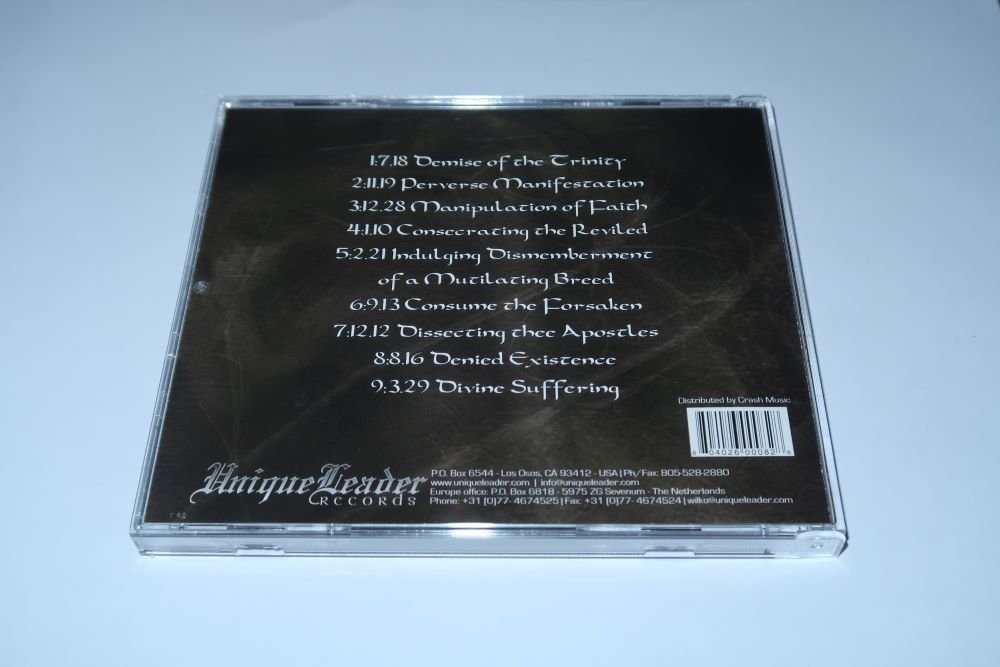 1:7.18 Demise of the Trinity
2:11.19 Perverse Manifestation
3:12.28 Manipulation of Faith
4:1.10 Consecrating the Reviled
5:2.21 Indulging Dismemberment
of a Mutilating Breed
6:9.13 Consume the Forsaken
7:12.12 Dissecting thee Apostles
8:8.16 Denied Existence
9:3.29 Divine Suffering
Distributed by Crash Music
8 04026 00082 8
Unique Leader
RECORDS
P.O. Box 6544 - Los Osos, CA 93412 - USA | Ph/Fax: 805-528-2880
www.uniqueleader.com | info@uniqueleader.com
Europe office: P.O. Box 6818 - 5975 ZG Sevenum - The Netherlands
Phone: +31 [0]77- 4674525 | Fax: +31 [0]77- 4674524 | wilko@uniqueleader.com